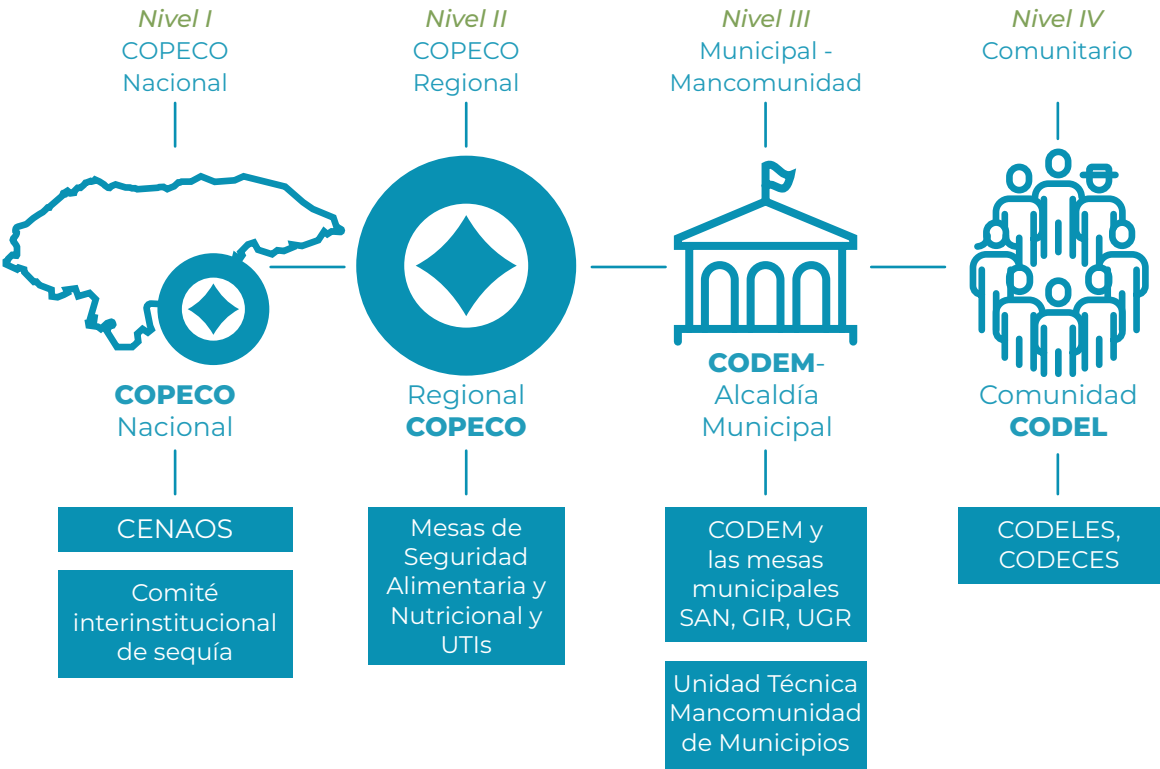 Nivel I
COPECO
Nacional
Nivel II
COPECO
Regional
Nivel III
Municipal -
Mancomunidad
Nivel IV
Comunitario
COPECO
Nacional
Regional
COPECO
CODEM-
Alcaldía
Municipal
Comunidad
CODEL
CENAOS
Comité
interinstitucional
de sequía
Mesas de
Seguridad
Alimentaria y
Nutricional y
UTIs
CODEM y
las mesas
municipales
SAN, GIR, UGR
Unidad Técnica
Mancomunidad
de Municipios
CODELES,
CODECES